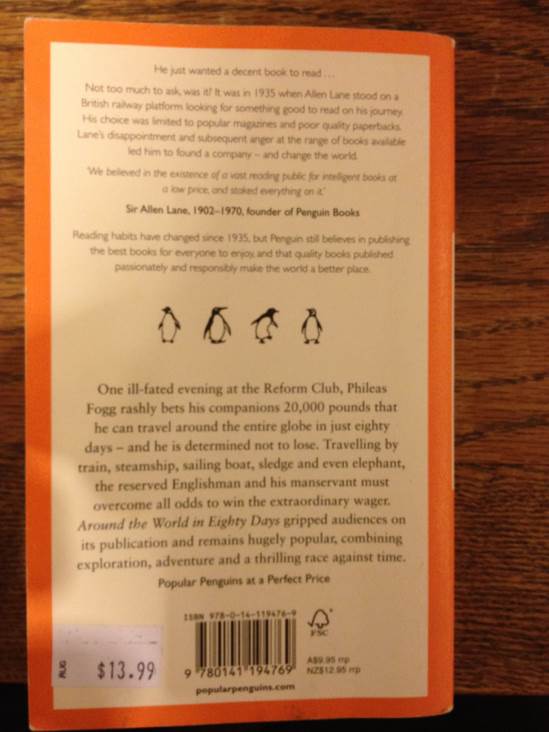 He just wanted a decent book to read ...
Not too much to ask, was it? It was in 1935 when Allen Lane stood on a
British railway platform looking for something good to read on his journey.
His choice was limited to popular magazines and poor quality paperbacks.
Lane's disappointment and subsequent anger at the range of books available
led him to found a company – and change the world.
'We believed in the existence of a vast reading public for intelligent books at
a low price, and staked everything on it.'
Sir Allen Lane, 1902–1970, founder of Penguin Books
Reading habits have changed since 1935, but Penguin still believes in publishing
the best books for everyone to enjoy, and that quality books published
passionately and responsibly make the world a better place.
One ill-fated evening at the Reform Club, Phileas
Fogg rashly bets his companions 20,000 pounds that
he can travel around the entire globe in just eighty
days – and he is determined not to lose. Travelling by
train, steamship, sailing boat, sledge and even elephant,
the reserved Englishman and his manservant must
overcome all odds to win the extraordinary wager.
Around the World in Eighty Days gripped audiences on
its publication and remains hugely popular, combining
exploration, adventure and a thrilling race against time.
Popular Penguins at a Perfect Price
ISBN 978-0-14-119476-9
FSC
AUG
$13.99
9 780141 194769
A$9.95 rrp
NZ$12.95 rrp
popularpenguins.com